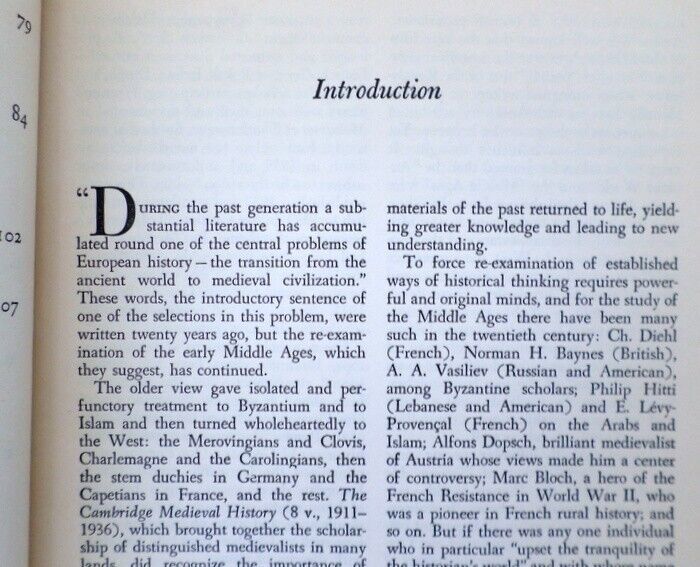 79
84
102
07
Introduction
“DURING the past generation a sub-
stantial literature has accumu-
lated round one of the central problems of
European history—the transition from the
ancient world to medieval civilization.”
These words, the introductory sentence of
one of the selections in this problem, were
written twenty years ago, but the re-exam-
ination of the early Middle Ages, which
they suggest, has continued.
The older view gave isolated and per-
functory treatment to Byzantium and to
Islam and then turned wholeheartedly to
the West: the Merovingians and Clovis,
Charlemagne and the Carolingians, then
the stem duchies in Germany and the
Capetians in France, and the rest. The
Cambridge Medieval History (8 v., 1911–
1936), which brought together the scholar-
ship of distinguished medievalists in many
lands, did recognize the importance of
materials of the past returned to life, yield-
ing greater knowledge and leading to new
understanding.
To force re-examination of established
ways of historical thinking requires power-
ful and original minds, and for the study of
the Middle Ages there have been many
such in the twentieth century: Ch. Diehl
(French), Norman H. Baynes (British),
A. A. Vasiliev (Russian and American),
among Byzantine scholars; Philip Hitti
(Lebanese and American) and E. Lévy-
Provençal (French) on the Arabs and
Islam; Alfons Dopsch, brilliant medievalist
of Austria whose views made him a center
of controversy; Marc Bloch, a hero of the
French Resistance in World War II, who
was a pioneer in French rural history; and
so on. But if there was any one individual
who in particular "upset the tranquility of
the historian's world" and with whose name